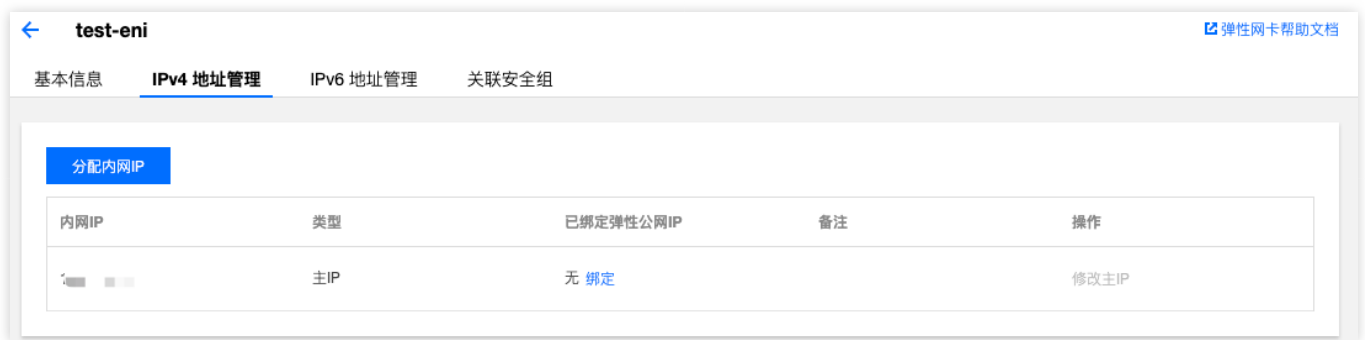 test-eni
弹性网卡帮助文档
基本信息 IPv4 地址管理 IPv6 地址管理 关联安全组
分配内网IP
内网IP 类型 已绑定弹性公网IP 备注 操作
主IP 无 绑定 修改主IP